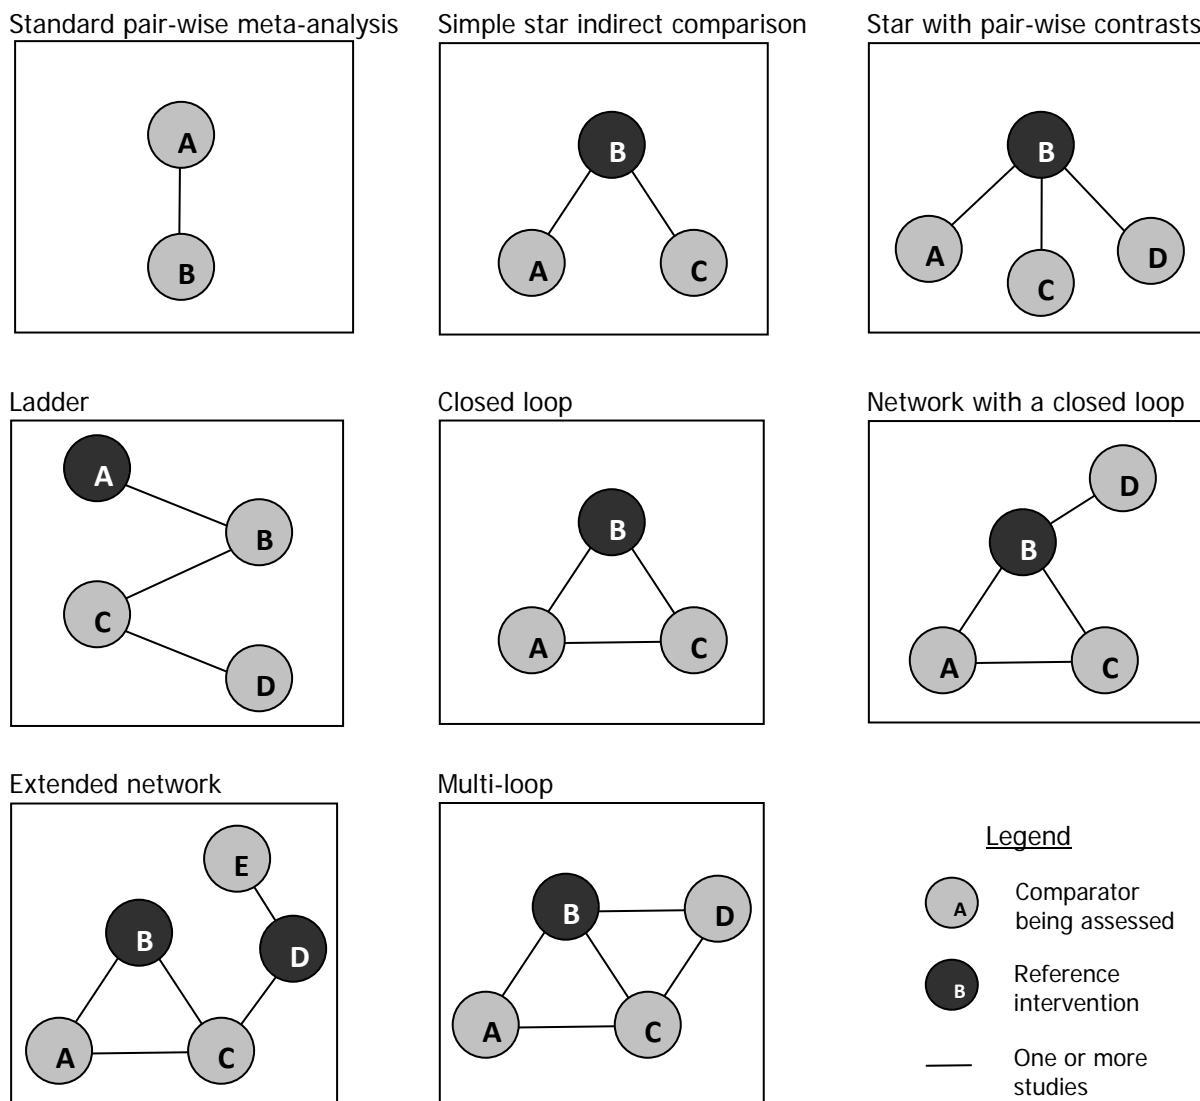 Standard pair-wise meta-analysis
A
B
Simple star indirect comparison
B
A
C
Star with pair-wise contrasts
B
A
C
D
Ladder
A
B
C
D
Closed loop
B
A
C
Network with a closed loop
D
B
A
C
Extended network
E
B
D
A
C
Multi-loop
B
D
A
C
Legend
A
Comparator
being assessed
B
Reference
intervention
One or more
studies